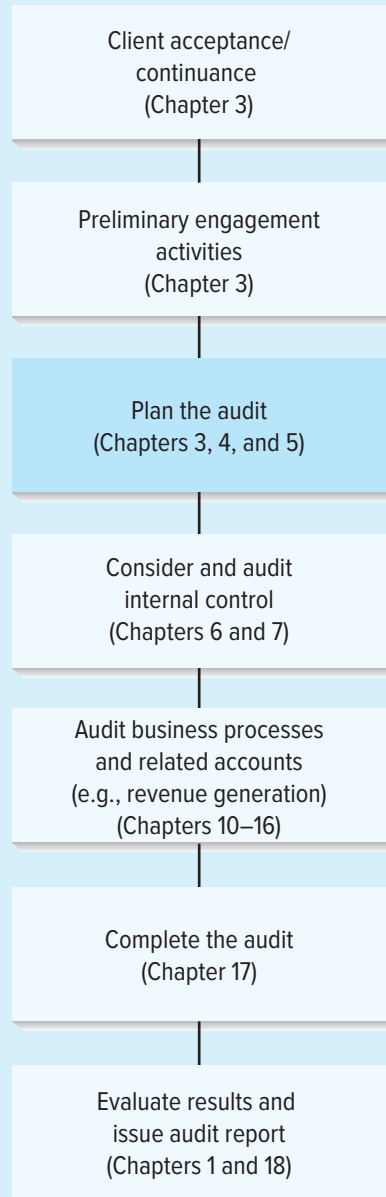 Client acceptance/
continuance
(Chapter 3)
Preliminary engagement
activities
(Chapter 3)
Plan the audit
(Chapters 3, 4, and 5)
Consider and audit
internal control
(Chapters 6 and 7)
Audit business processes
and related accounts
(e.g., revenue generation)
(Chapters 10–16)
Complete the audit
(Chapter 17)
Evaluate results and
issue audit report
(Chapters 1 and 18)